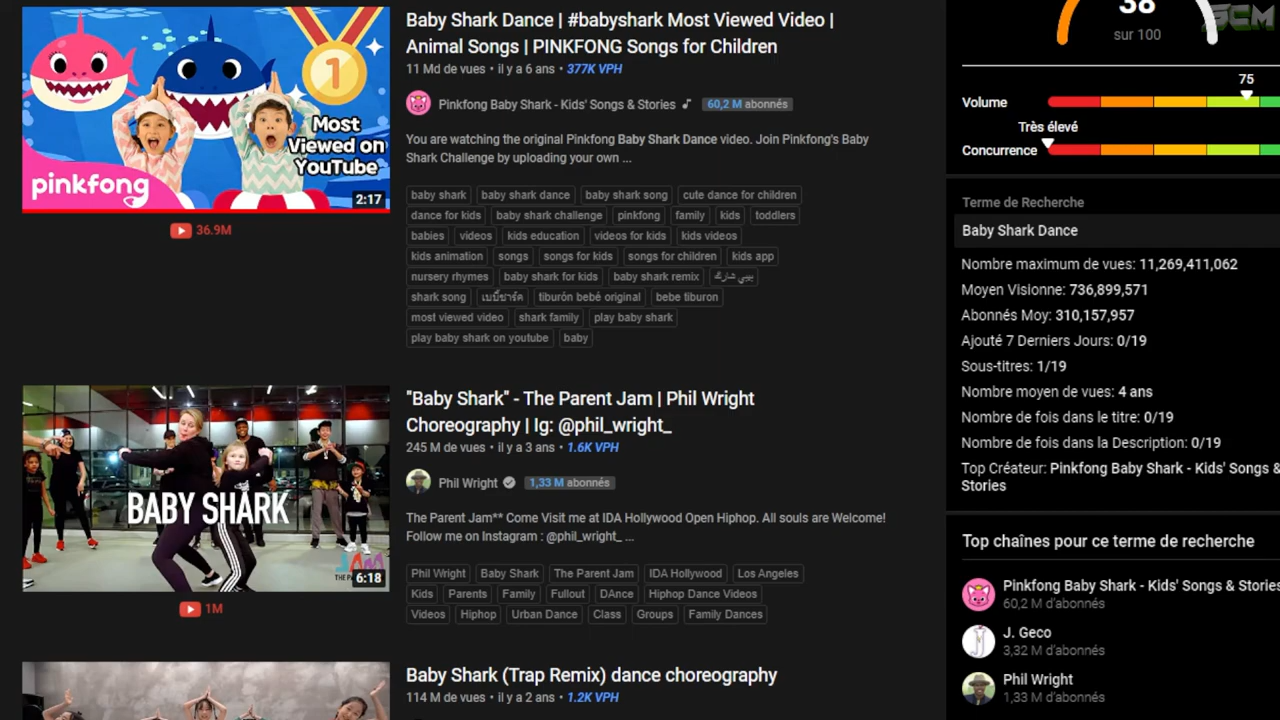 Baby Shark Dance | #babyshark Most Viewed Video |
Animal Songs | PINKFONG Songs for Children
11 Md de vues • il y a 6 ans • 377K VPH
Pinkfong Baby Shark - Kids' Songs & Stories 60,2 M abonnés
You are watching the original Pinkfong Baby Shark Dance video. Join Pinkfong's Baby
Shark Challenge by uploading your own ...
baby shark baby shark dance baby shark song cute dance for children
dance for kids baby shark challenge pinkfong family kids toddlers
babies videos kids education videos for kids kids videos
kids animation songs songs for kids songs for children kids app
nursery rhymes baby shark for kids baby shark remix بيبي شارك
shark song เบบี้ชาร์ค tiburón bebé original bebe tiburon
most viewed video shark family play baby shark
play baby shark on youtube baby
1
Most
Viewed on
YouTube
pinkfong
2:17
36.9M
"Baby Shark" - The Parent Jam | Phil Wright
Choreography | Ig: @phil_wright_
245 M de vues • il y a 3 ans • 1.6K VPH
Phil Wright 1,33 M abonnés
The Parent Jam** Come Visit me at IDA Hollywood Open Hiphop. All souls are Welcome!
Follow me on Instagram : @phil_wright_ ...
Phil Wright Baby Shark The Parent Jam IDA Hollywood Los Angeles
Kids Parents Family Fullout DAnce Hiphop Dance Videos
Videos Hiphop Urban Dance Class Groups Family Dances
BABY SHARK
6:18
1M
Baby Shark (Trap Remix) dance choreography
114 M de vues • il y a 2 ans • 1.2K VPH
38
sur 100
SCM
75
Volume
Très élevé
Concurrence
Terme de Recherche
Baby Shark Dance
Nombre maximum de vues: 11,269,411,062
Moyen Visionne: 736,899,571
Abonnés Moy: 310,157,957
Ajouté 7 Derniers Jours: 0/19
Sous-titres: 1/19
Nombre moyen de vues: 4 ans
Nombre de fois dans le titre: 0/19
Nombre de fois dans la Description: 0/19
Top Créateur: Pinkfong Baby Shark - Kids' Songs &
Stories
Top chaînes pour ce terme de recherche
Pinkfong Baby Shark - Kids' Songs & Stories
60,2 M d'abonnés
J. Geco
3,32 M d'abonnés
Phil Wright
1,33 M d'abonnés